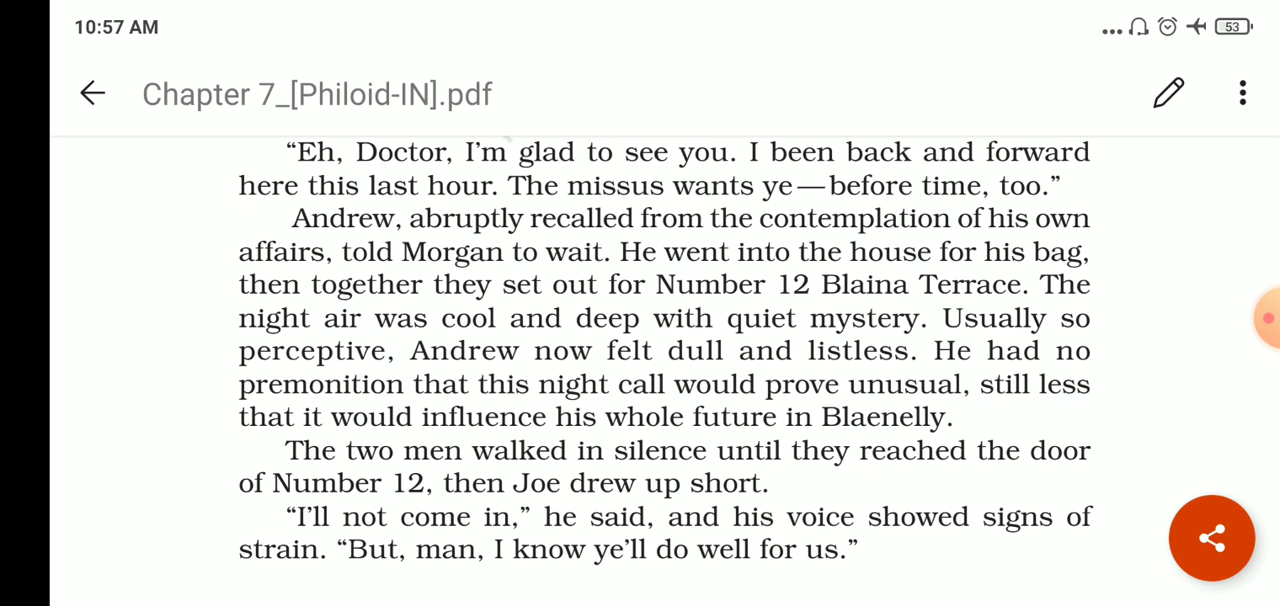 10:57 AM
53
Chapter 7_[Philoid-IN].pdf
“Eh, Doctor, I’m glad to see you. I been back and forward
here this last hour. The missus wants ye—before time, too.”
Andrew, abruptly recalled from the contemplation of his own
affairs, told Morgan to wait. He went into the house for his bag,
then together they set out for Number 12 Blaina Terrace. The
night air was cool and deep with quiet mystery. Usually so
perceptive, Andrew now felt dull and listless. He had no
premonition that this night call would prove unusual, still less
that it would influence his whole future in Blaenelly.
The two men walked in silence until they reached the door
of Number 12, then Joe drew up short.
“I’ll not come in,” he said, and his voice showed signs of
strain. “But, man, I know ye’ll do well for us.”